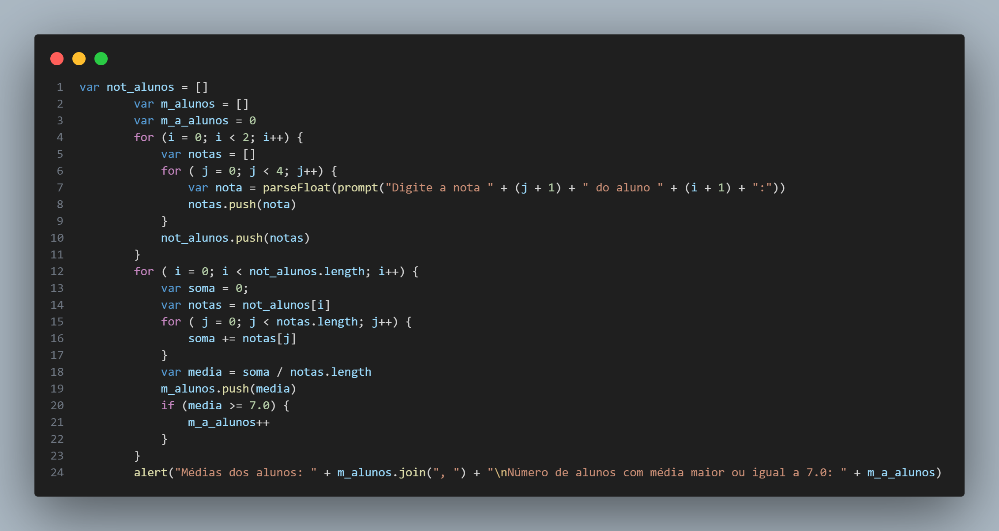 1 var not_alunos = []
2 var m_alunos = []
3 var m_a_alunos = 0
4 for (i = 0; i < 2; i++) {
5 var notas = []
6 for ( j = 0; j < 4; j++) {
7 var nota = parseFloat(prompt("Digite a nota " + (j + 1) + " do aluno " + (i + 1) + ":"))
8 notas.push(nota)
9 }
10 not_alunos.push(notas)
11 }
12 for ( i = 0; i < not_alunos.length; i++) {
13 var soma = 0;
14 var notas = not_alunos[i]
15 for ( j = 0; j < notas.length; j++) {
16 soma += notas[j]
17 }
18 var media = soma / notas.length
19 m_alunos.push(media)
20 if (media >= 7.0) {
21 m_a_alunos++
22 }
23 }
24 alert("Médias dos alunos: " + m_alunos.join(", ") + "\nNúmero de alunos com média maior ou igual a 7.0: " + m_a_alunos)